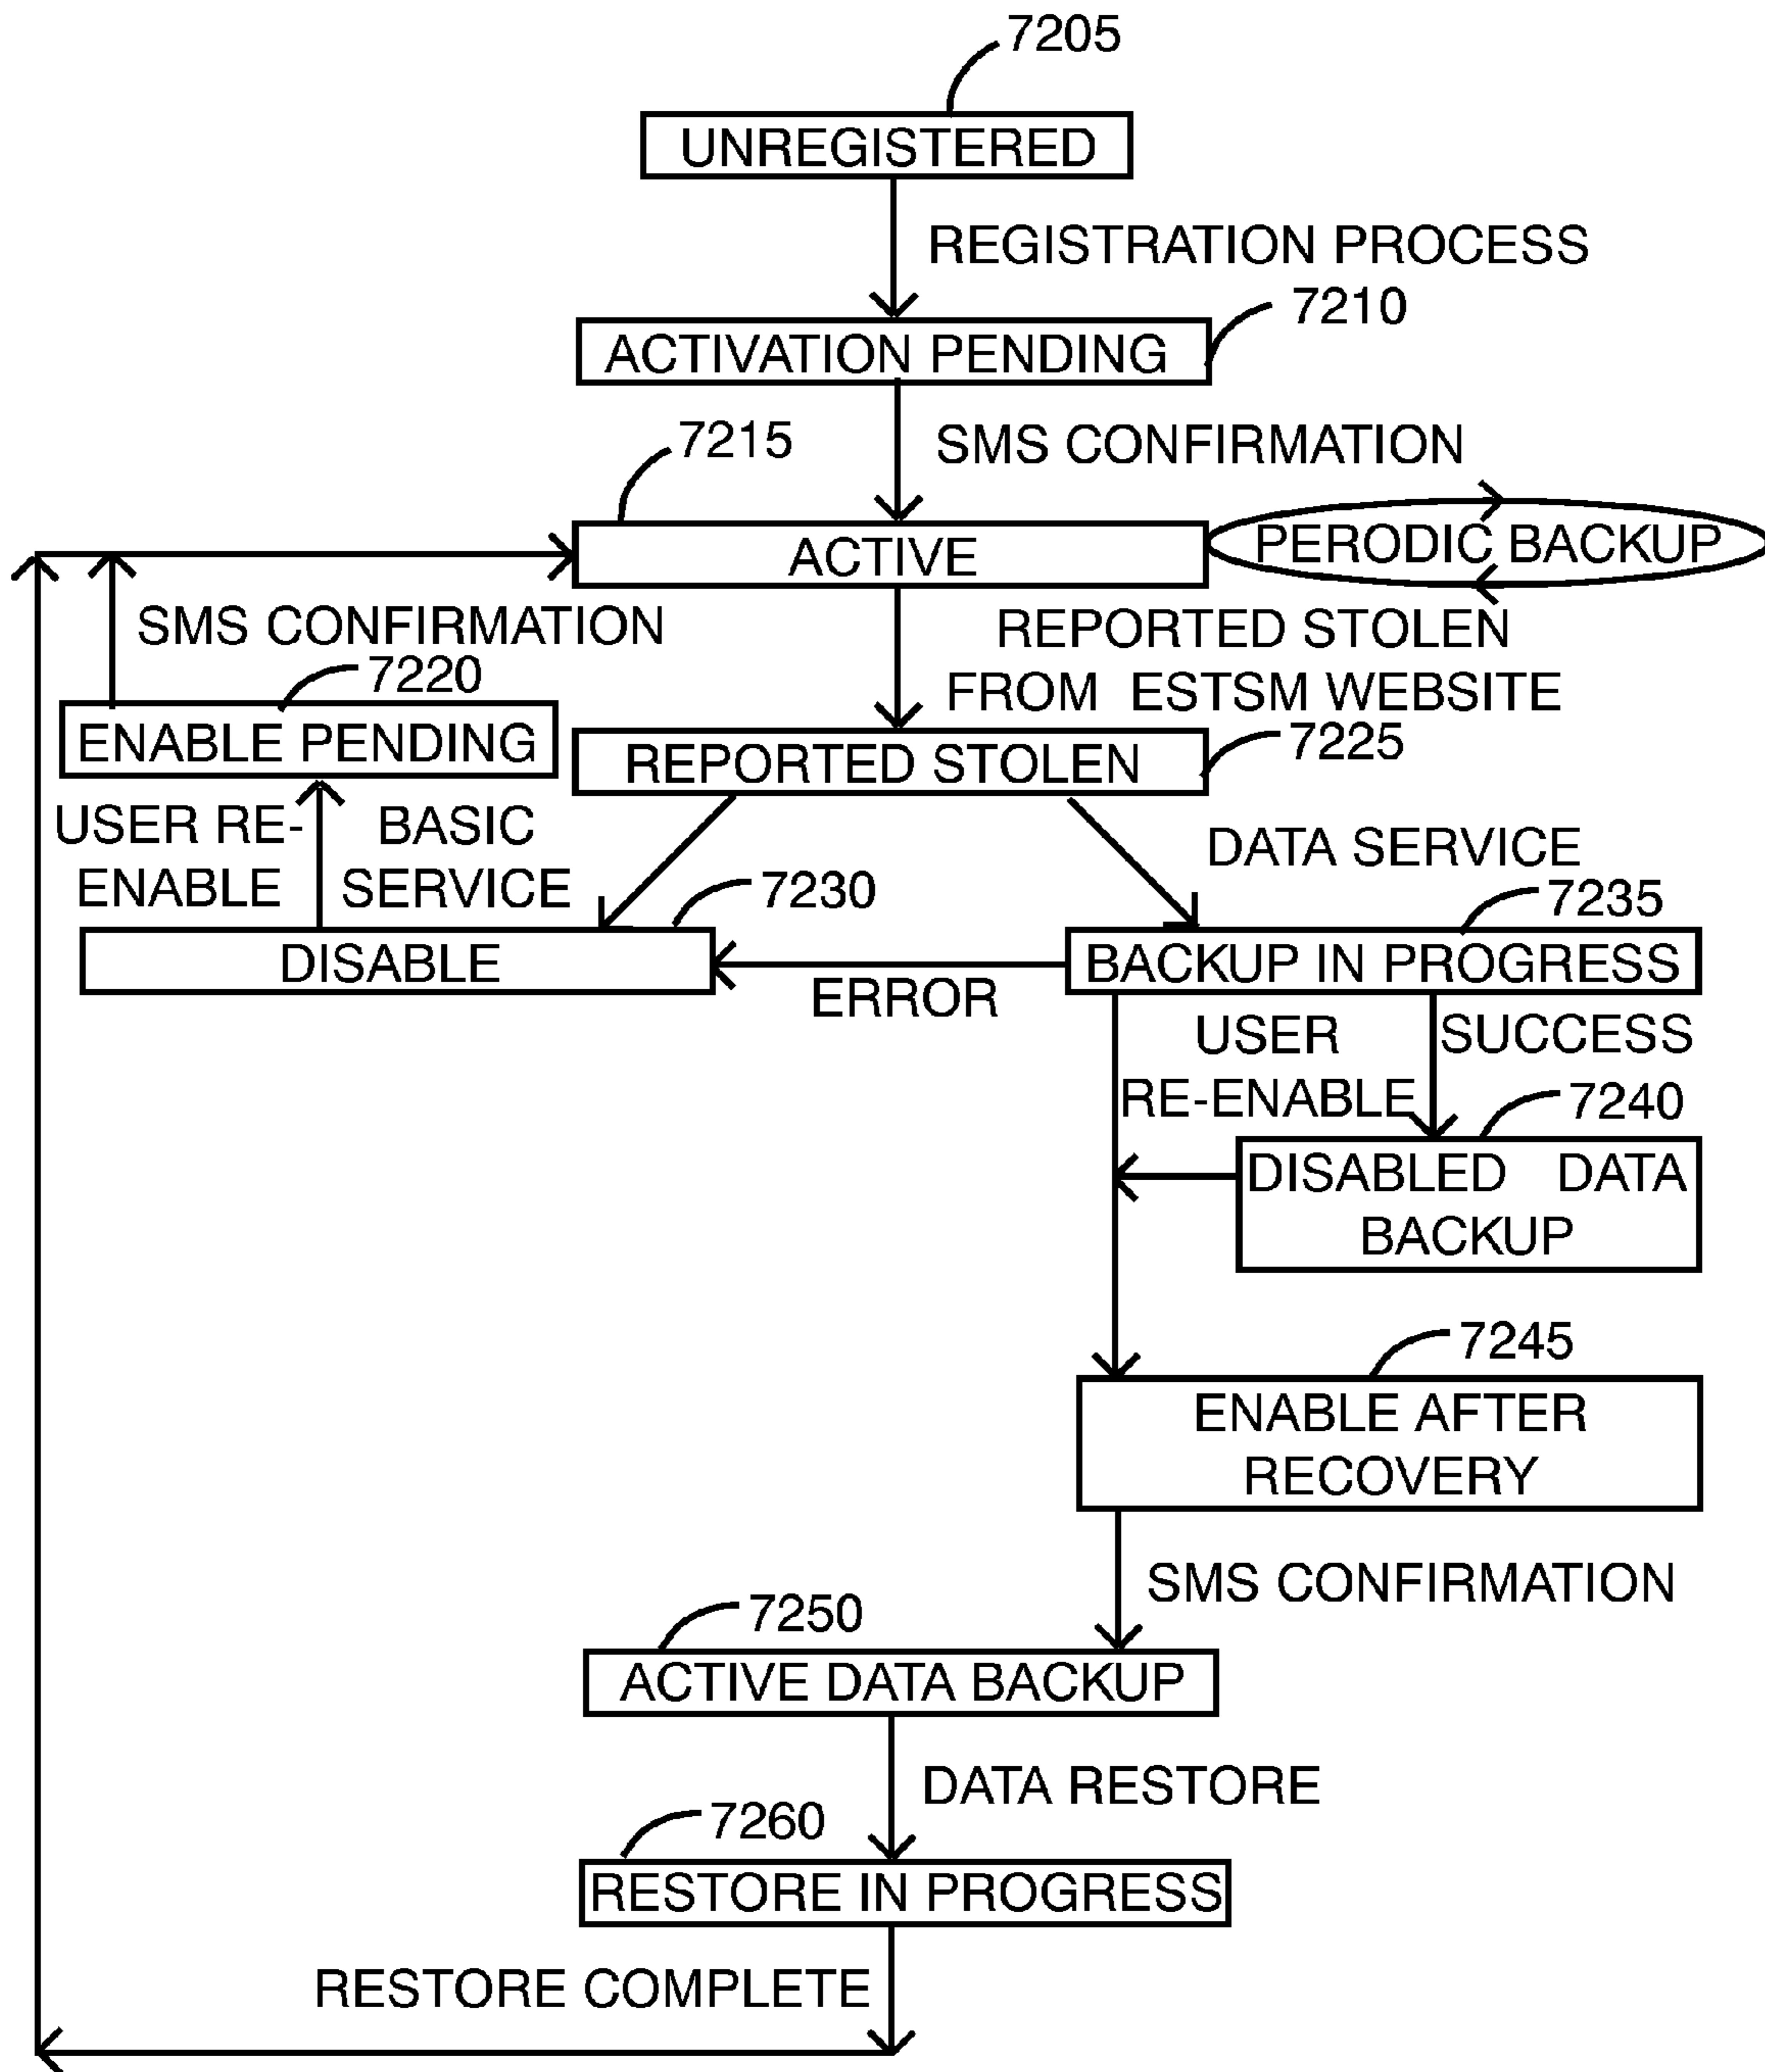 7205
UNREGISTERED
REGISTRATION PROCESS
7210
ACTIVATION PENDING
7215
SMS CONFIRMATION
ACTIVE
PERODIC BACKUP
SMS CONFIRMATION
REPORTED STOLEN
FROM ESTSM WEBSITE
7220
ENABLE PENDING
REPORTED STOLEN
7225
USER RE-
ENABLE
BASIC
SERVICE
DATA SERVICE
7230
7235
DISABLE
BACKUP IN PROGRESS
ERROR
USER
RE-ENABLE
SUCCESS
7240
DISABLED DATA
BACKUP
7245
ENABLE AFTER
RECOVERY
SMS CONFIRMATION
7250
ACTIVE DATA BACKUP
DATA RESTORE
7260
RESTORE IN PROGRESS
RESTORE COMPLETE